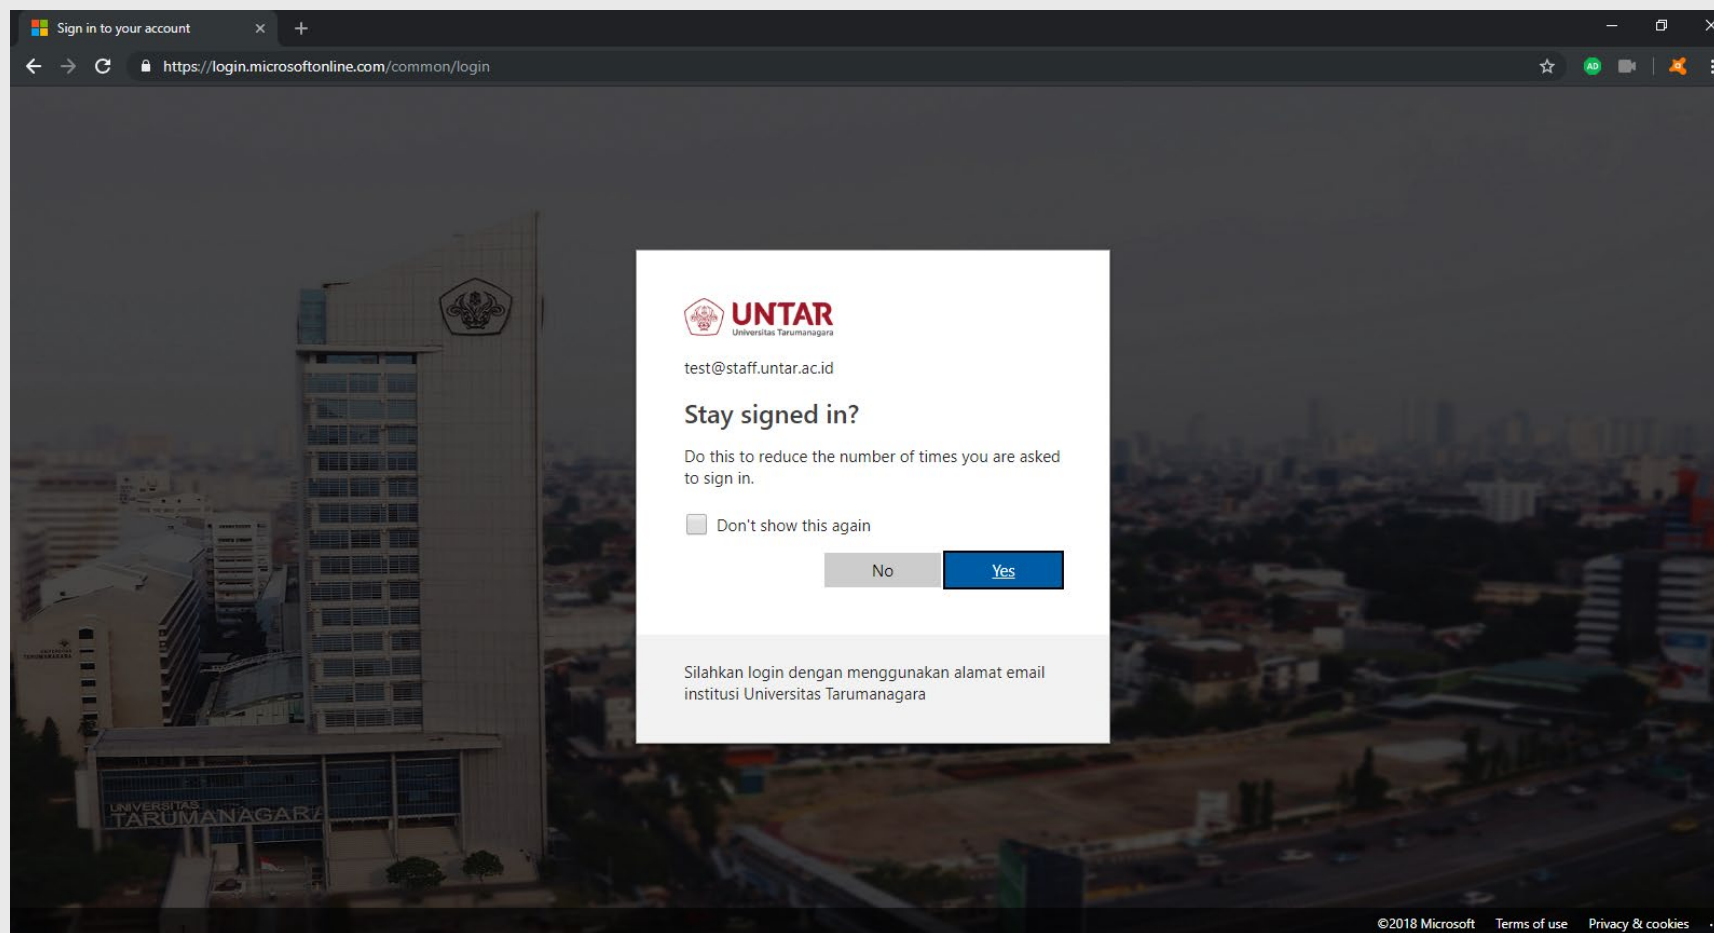 Sign in to your account
https://login.microsoftonline.com/common/login
AD
UNTAR
Universitas Tarumanagara
test@staff.untar.ac.id
Stay signed in?
Do this to reduce the number of times you are asked
to sign in.
Don't show this again
No Yes
Silahkan login dengan menggunakan alamat email
institusi Universitas Tarumanagara
UNIVERSITAS
TARUMANAGARA
UNIVERSITAS
TARUMANAGARA
©2018 Microsoft Terms of use Privacy & cookies